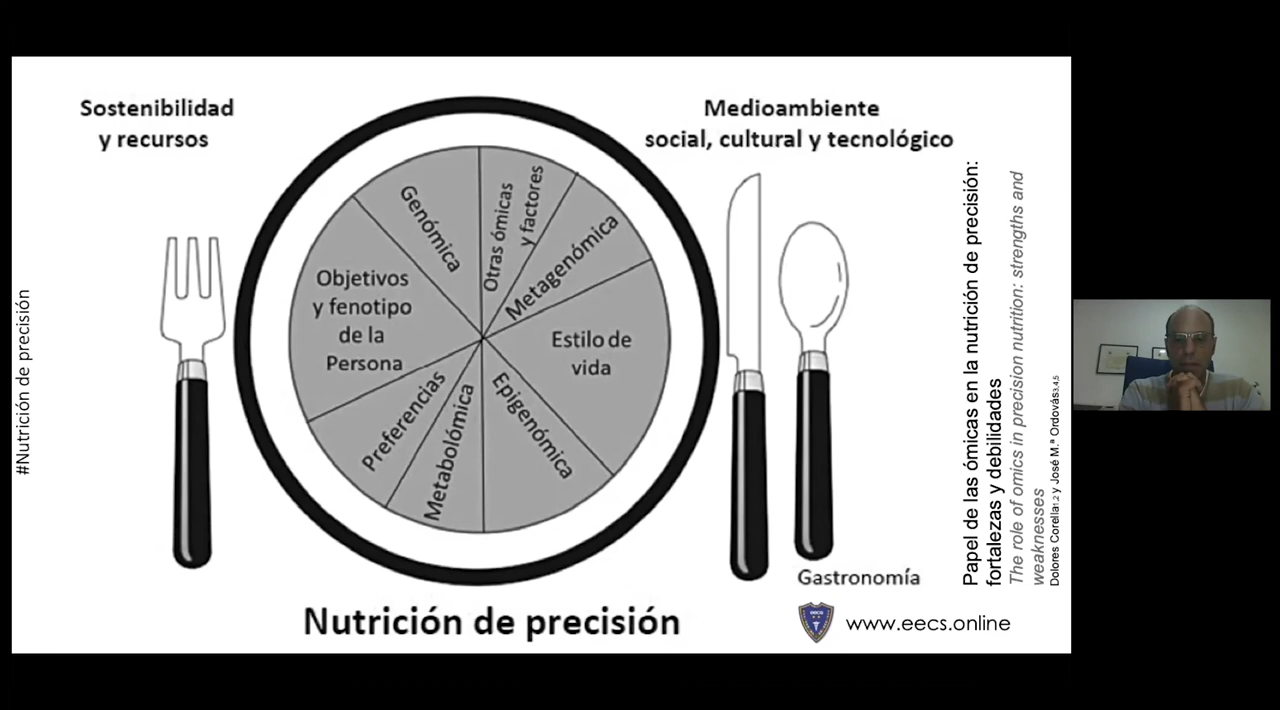 #Nutrición de precisión
Sostenibilidad
y recursos
Medioambiente
social, cultural y tecnológico
Genómica
Otras ómicas
y factores
Metagenómica
Objetivos
y fenotipo
de la
Persona
Estilo de
vida
Preferencias
Metabolómica
Epigenómica
Gastronomía
Nutrición de precisión
eecs
www.eecs.online
Papel de las ómicas en la nutrición de precisión:
fortalezas y debilidades
The role of omics in precision nutrition: strengths and
weaknesses
Dolores Corella1,2 y José M.ª Ordovás3,4,5